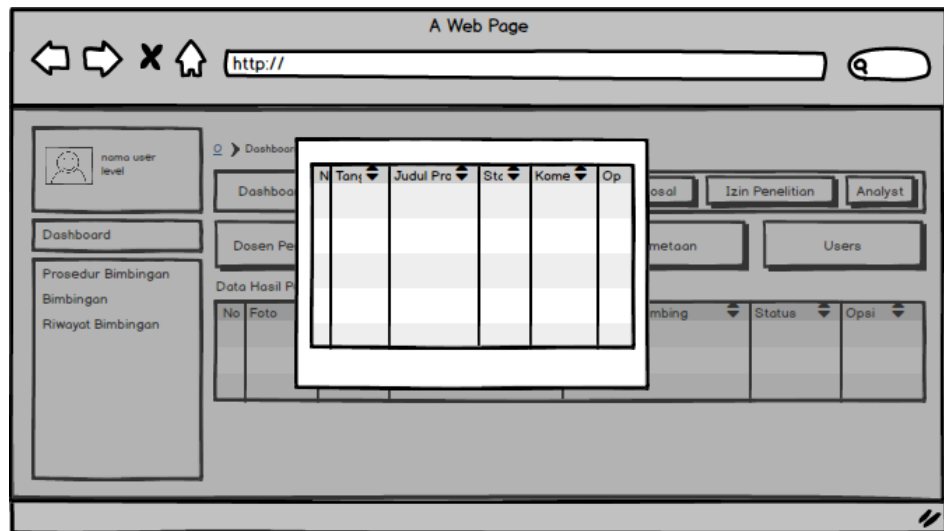 A Web Page
http://
nama user
level
Dashboard
Prosedur Bimbingan
Bimbingan
Riwayat Bimbingan
O Dashboar
Dashboa osal Izin Penelitian Analyst
Dosen Pe metaan Users
Data Hasil P
No Foto mbing Status Opsi
N Tang Judul Pro Sta Kome Op